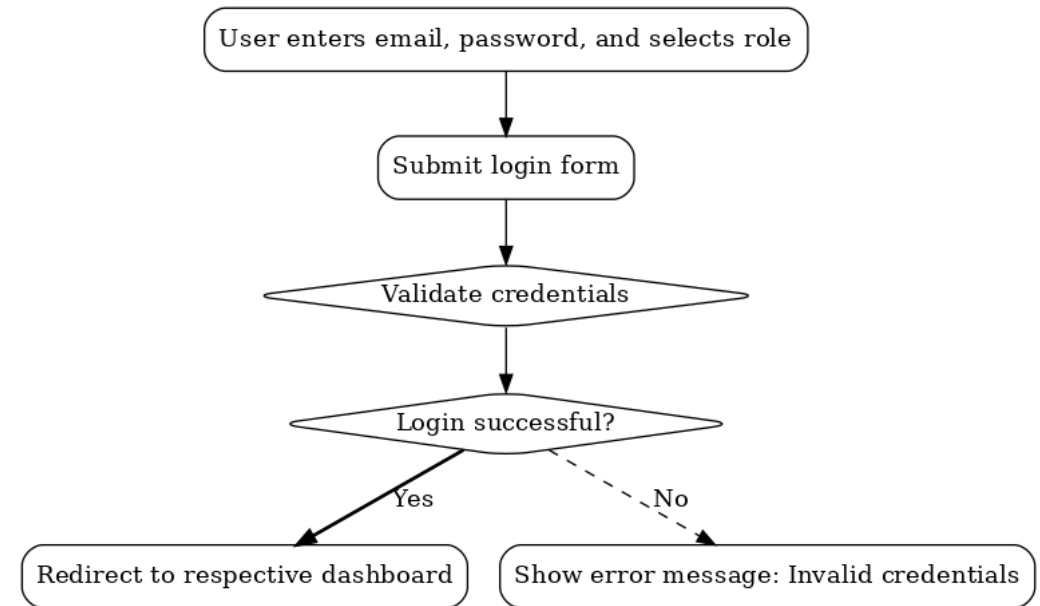 User enters email, password, and selects role
Submit login form
Validate credentials
Login successful?
Yes
No
Redirect to respective dashboard
Show error message: Invalid credentials